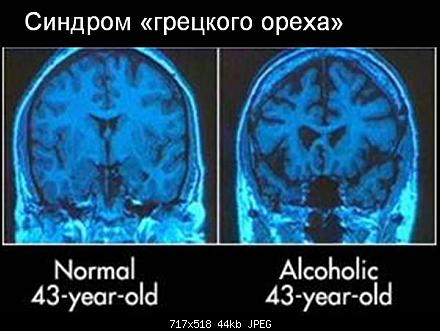 Синдром «грецкого ореха»
Normal
43-year-old
Alcoholic
43-year-old
717x518 44kb JPEG